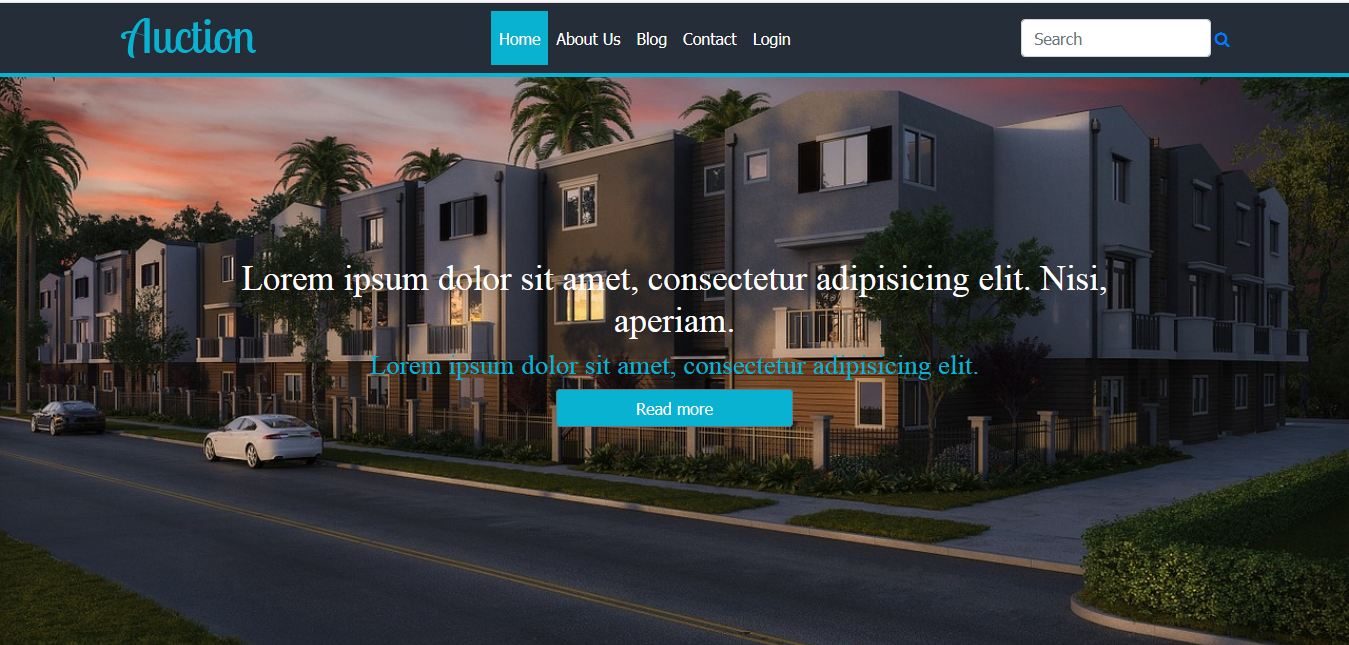 Auction
Home About Us Blog Contact Login
Search
Lorem ipsum dolor sit amet, consectetur adipisicing elit. Nisi,
aperiam.
Lorem ipsum dolor sit amet, consectetur adipisicing elit.
Read more